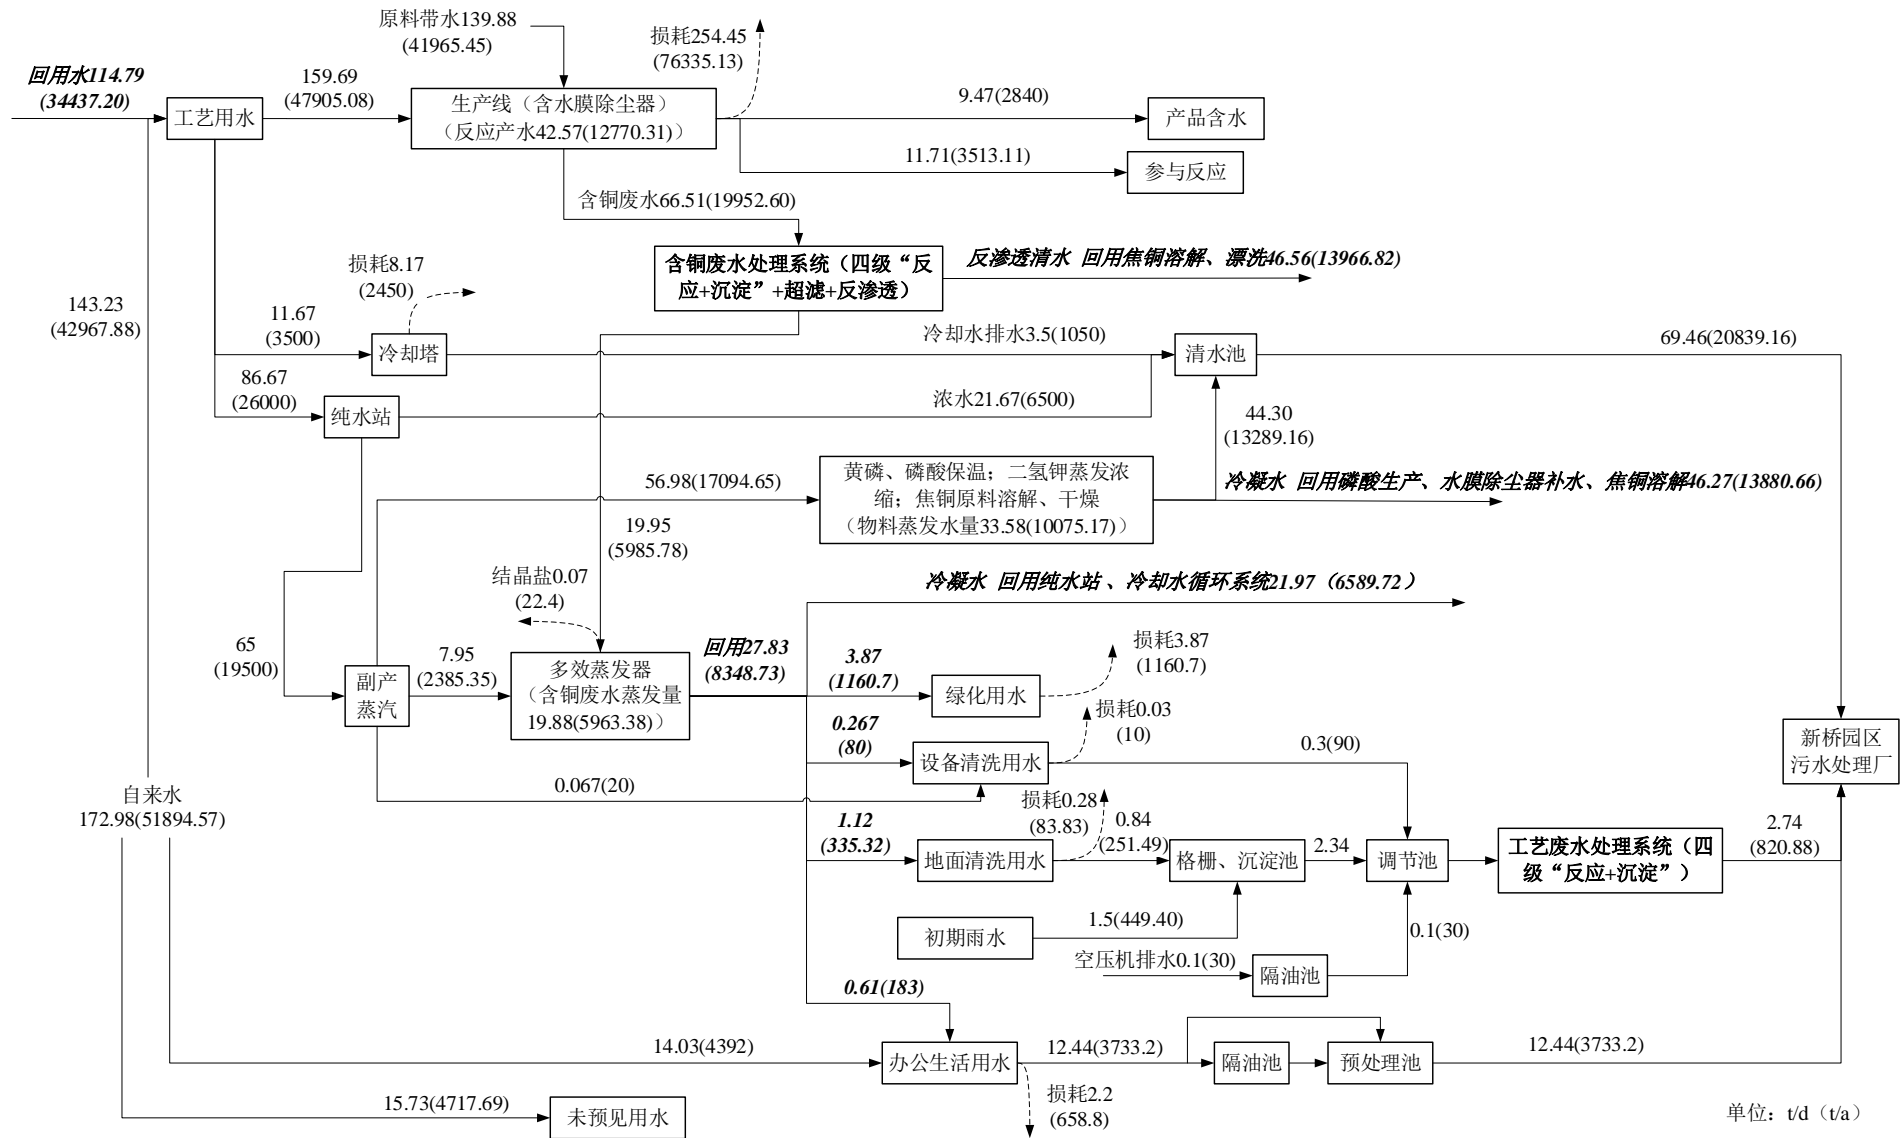 原料带水139.88
(41965.45)
损耗254.45
(76335.13)
回用水114.79
(34437.20)
159.69
(47905.08)
工艺用水
生产线（含水膜除尘器）
（反应产水42.57(12770.31)）
9.47(2840)
产品含水
11.71(3513.11)
参与反应
含铜废水66.51(19952.60)
含铜废水处理系统（四级“反
应+沉淀”+超滤+反渗透）
反渗透清水 回用焦铜溶解、漂洗46.56(13966.82)
损耗8.17
(2450)
143.23
(42967.88)
11.67
(3500)
冷却塔
冷却水排水3.5(1050)
清水池
69.46(20839.16)
86.67
(26000)
纯水站
浓水21.67(6500)
44.30
(13289.16)
56.98(17094.65)
黄磷、磷酸保温；二氢钾蒸发浓
缩；焦铜原料溶解、干燥
（物料蒸发水量33.58(10075.17)）
冷凝水 回用磷酸生产、水膜除尘器补水、焦铜溶解46.27(13880.66)
19.95
(5985.78)
结晶盐0.07
(22.4)
冷凝水 回用纯水站 、冷却水循环系统21.97（6589.72）
65
(19500)
副产
蒸汽
7.95
(2385.35)
多效蒸发器
（含铜废水蒸发量
19.88(5963.38)）
回用27.83
(8348.73)
3.87
(1160.7)
绿化用水
损耗3.87
(1160.7)
0.267
(80)
设备清洗用水
损耗0.03
(10)
0.3(90)
新桥园区
污水处理厂
0.067(20)
自来水
172.98(51894.57)
1.12
(335.32)
地面清洗用水
损耗0.28
(83.83)
0.84
(251.49)
格栅、沉淀池
2.34
调节池
工艺废水处理系统（四
级“反应+沉淀”）
2.74
(820.88)
初期雨水
1.5(449.40)
空压机排水0.1(30)
隔油池
0.1(30)
0.61(183)
14.03(4392)
办公生活用水
12.44(3733.2)
隔油池
预处理池
12.44(3733.2)
损耗2.2
(658.8)
15.73(4717.69)
未预见用水
单位：t/d（t/a）